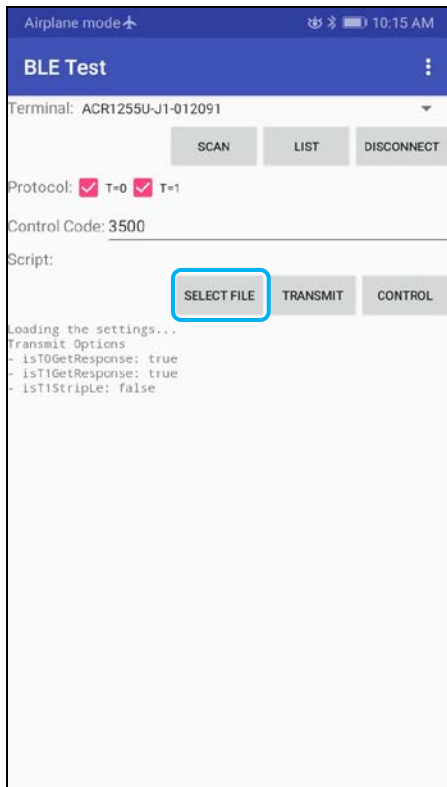 Airplane mode 10:15 AM
BLE Test
Terminal: ACR1255U-J1-012091
SCAN LIST DISCONNECT
Protocol: T=0 T=1
Control Code: 3500
Script:
SELECT FILE TRANSMIT CONTROL
Loading the settings...
Transmit Options
- isT0GetResponse: true
- isT1GetResponse: true
- isT1StripLe: false